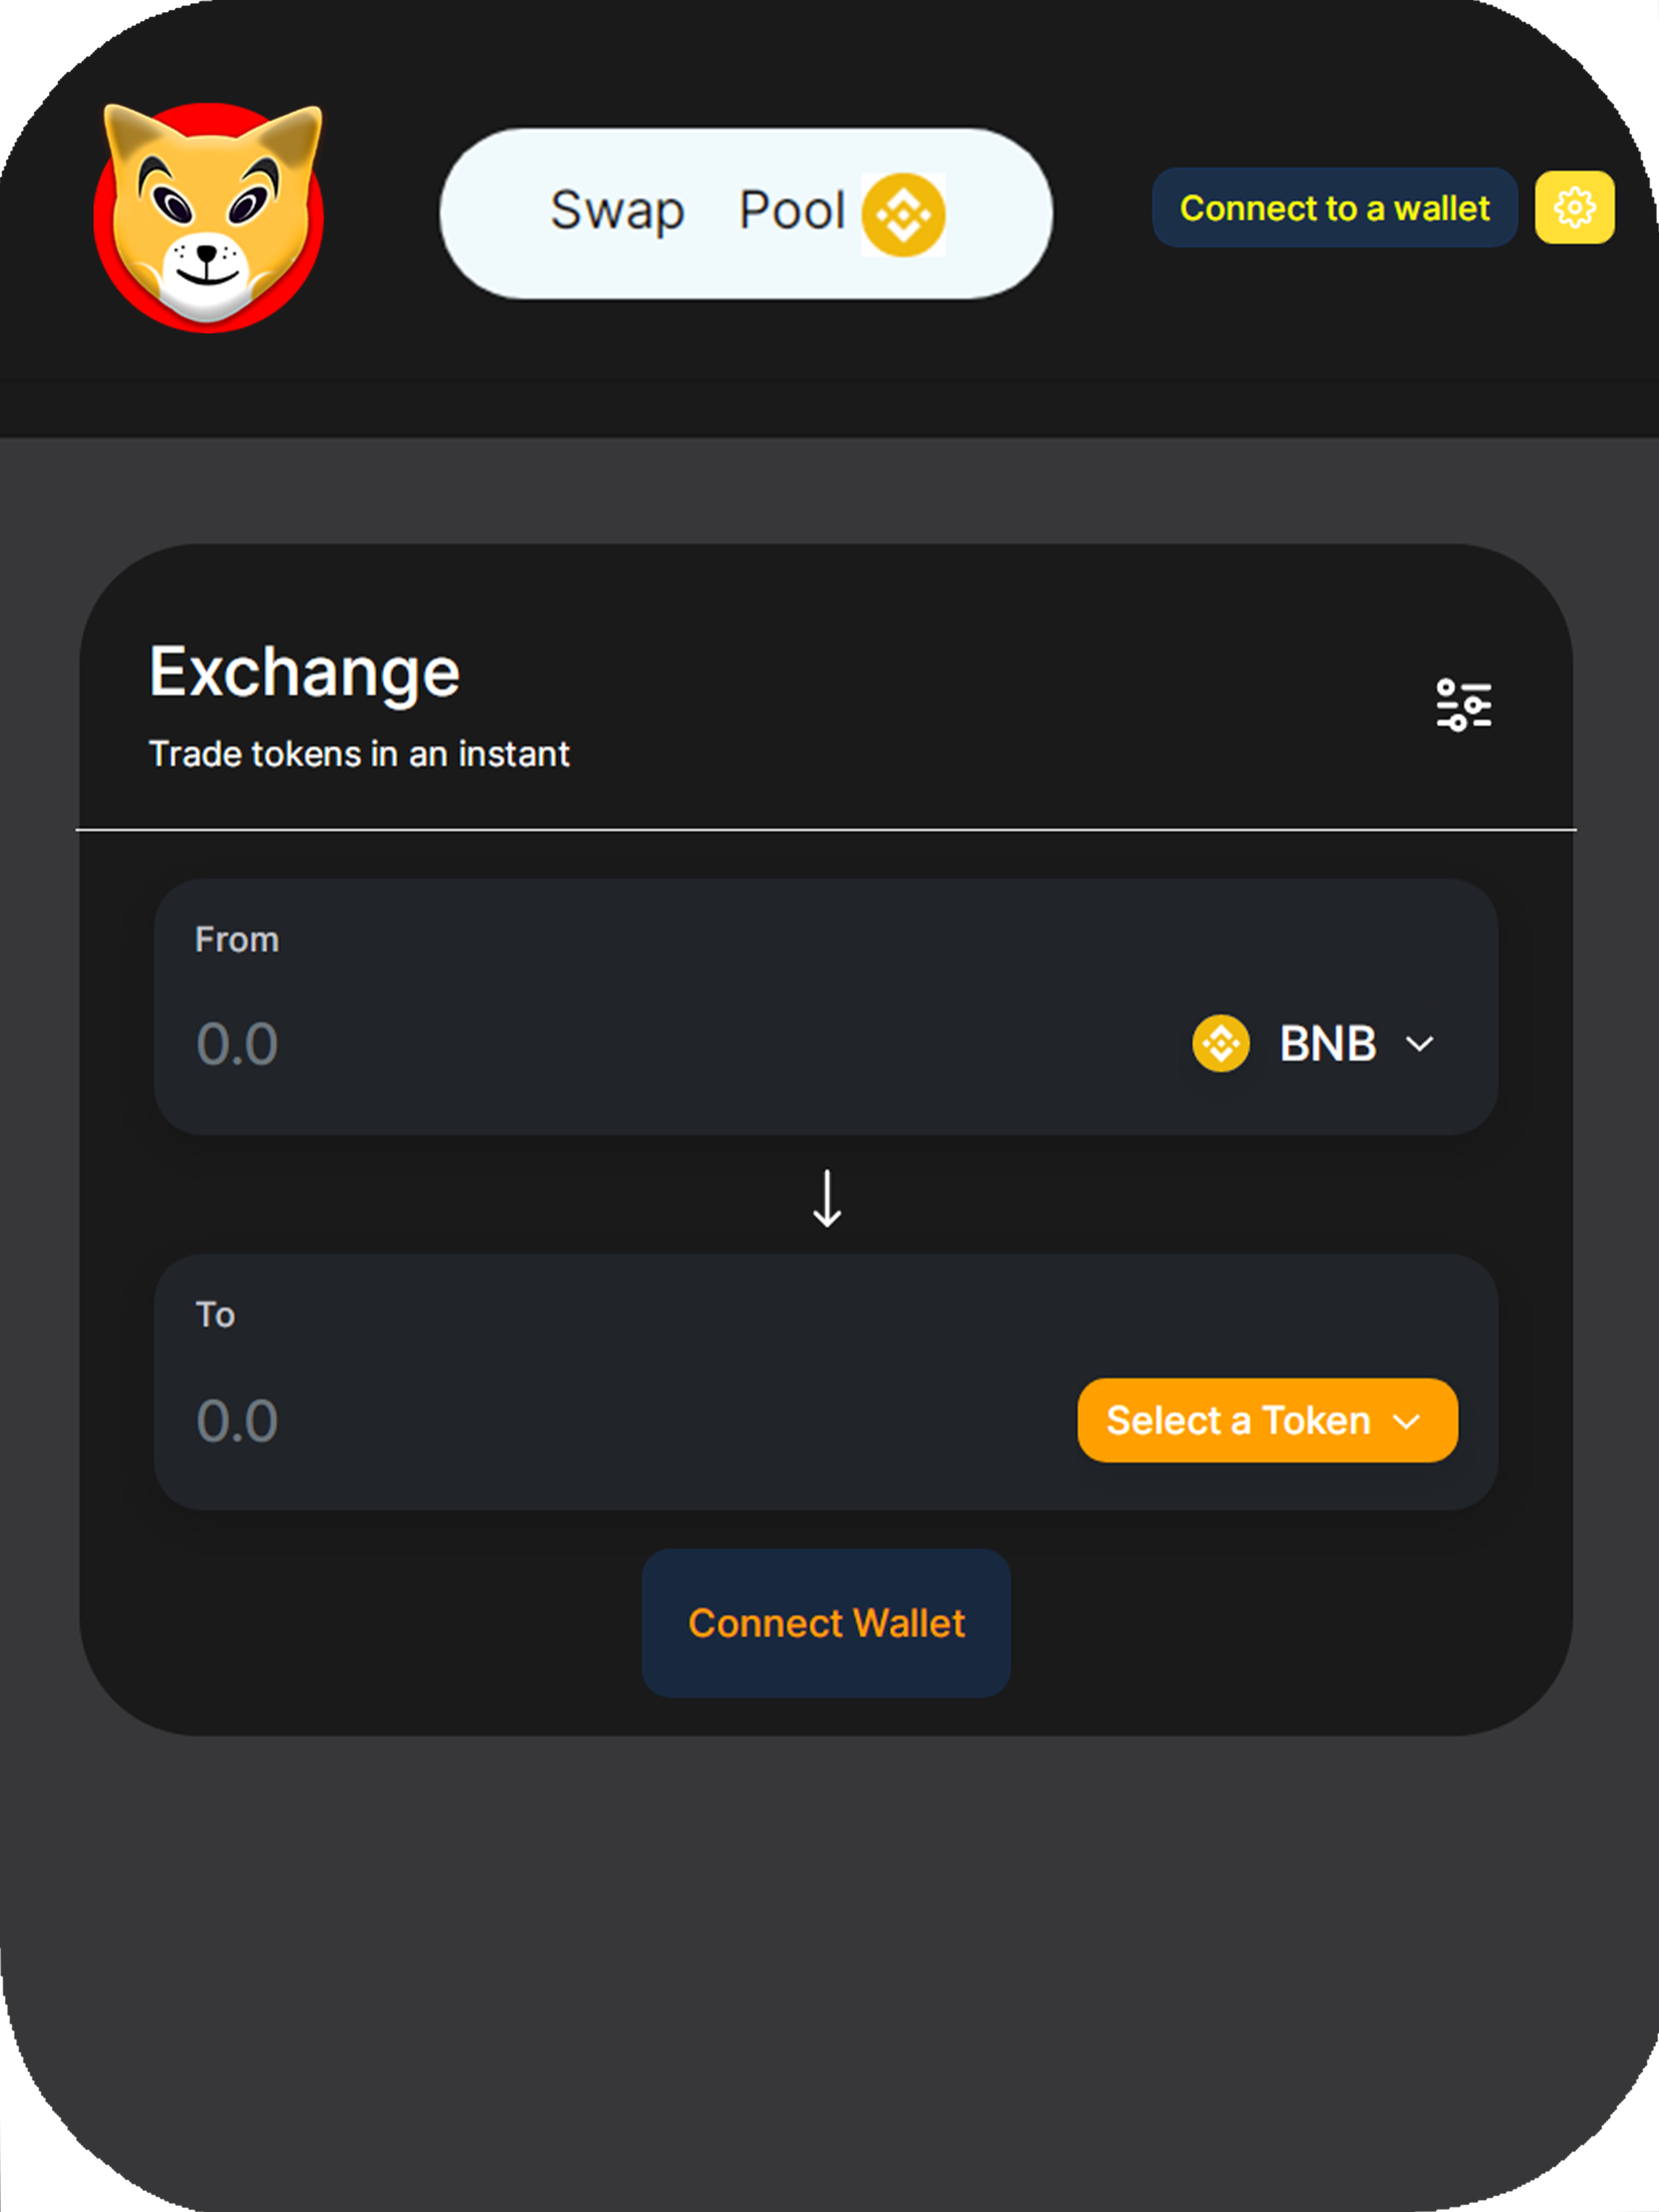 Swap Pool
Connect to a wallet
Exchange
Trade tokens in an instant
From
0.0
BNB
To
0.0
Select a Token
Connect Wallet